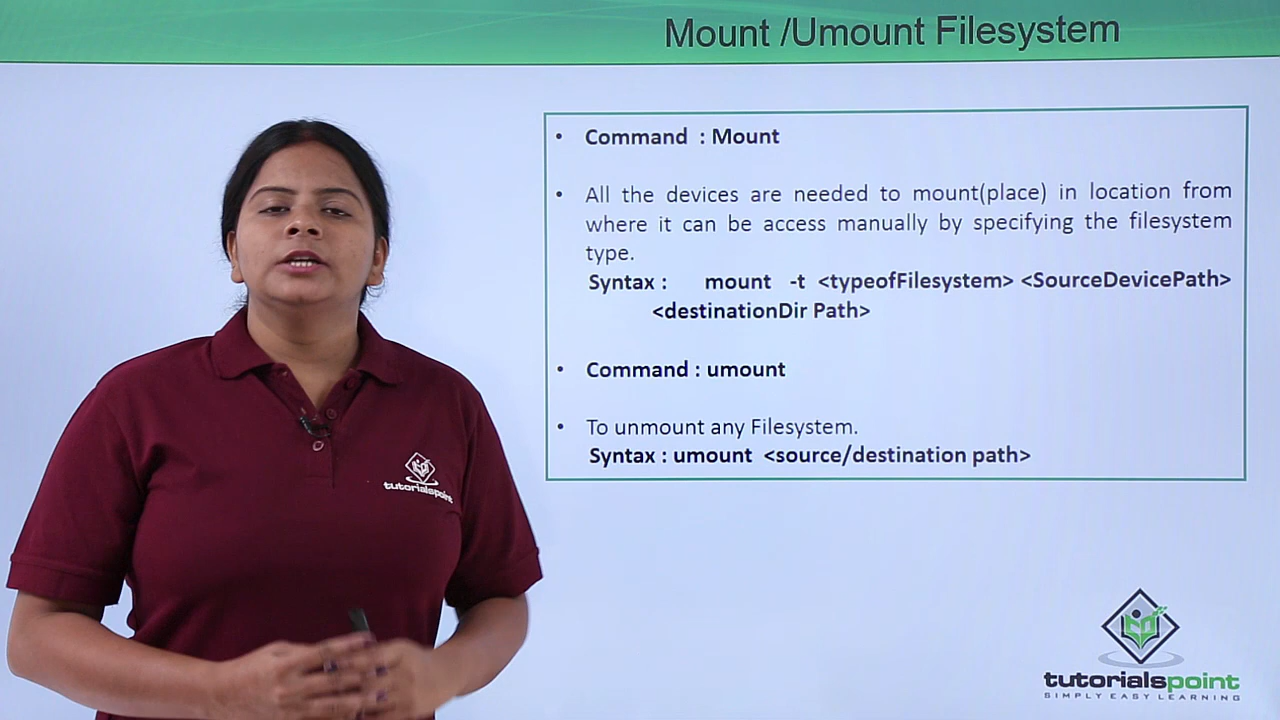 Mount /Umount Filesystem
• Command : Mount
• All the devices are needed to mount(place) in location from
where it can be access manually by specifying the filesystem
type.
Syntax : mount -t <typeofFilesystem> <SourceDevicePath>
<destinationDir Path>
• Command : umount
• To unmount any Filesystem.
Syntax : umount <source/destination path>
tutorialspoint
tutorialspoint
SIMPLY EASY LEARNING